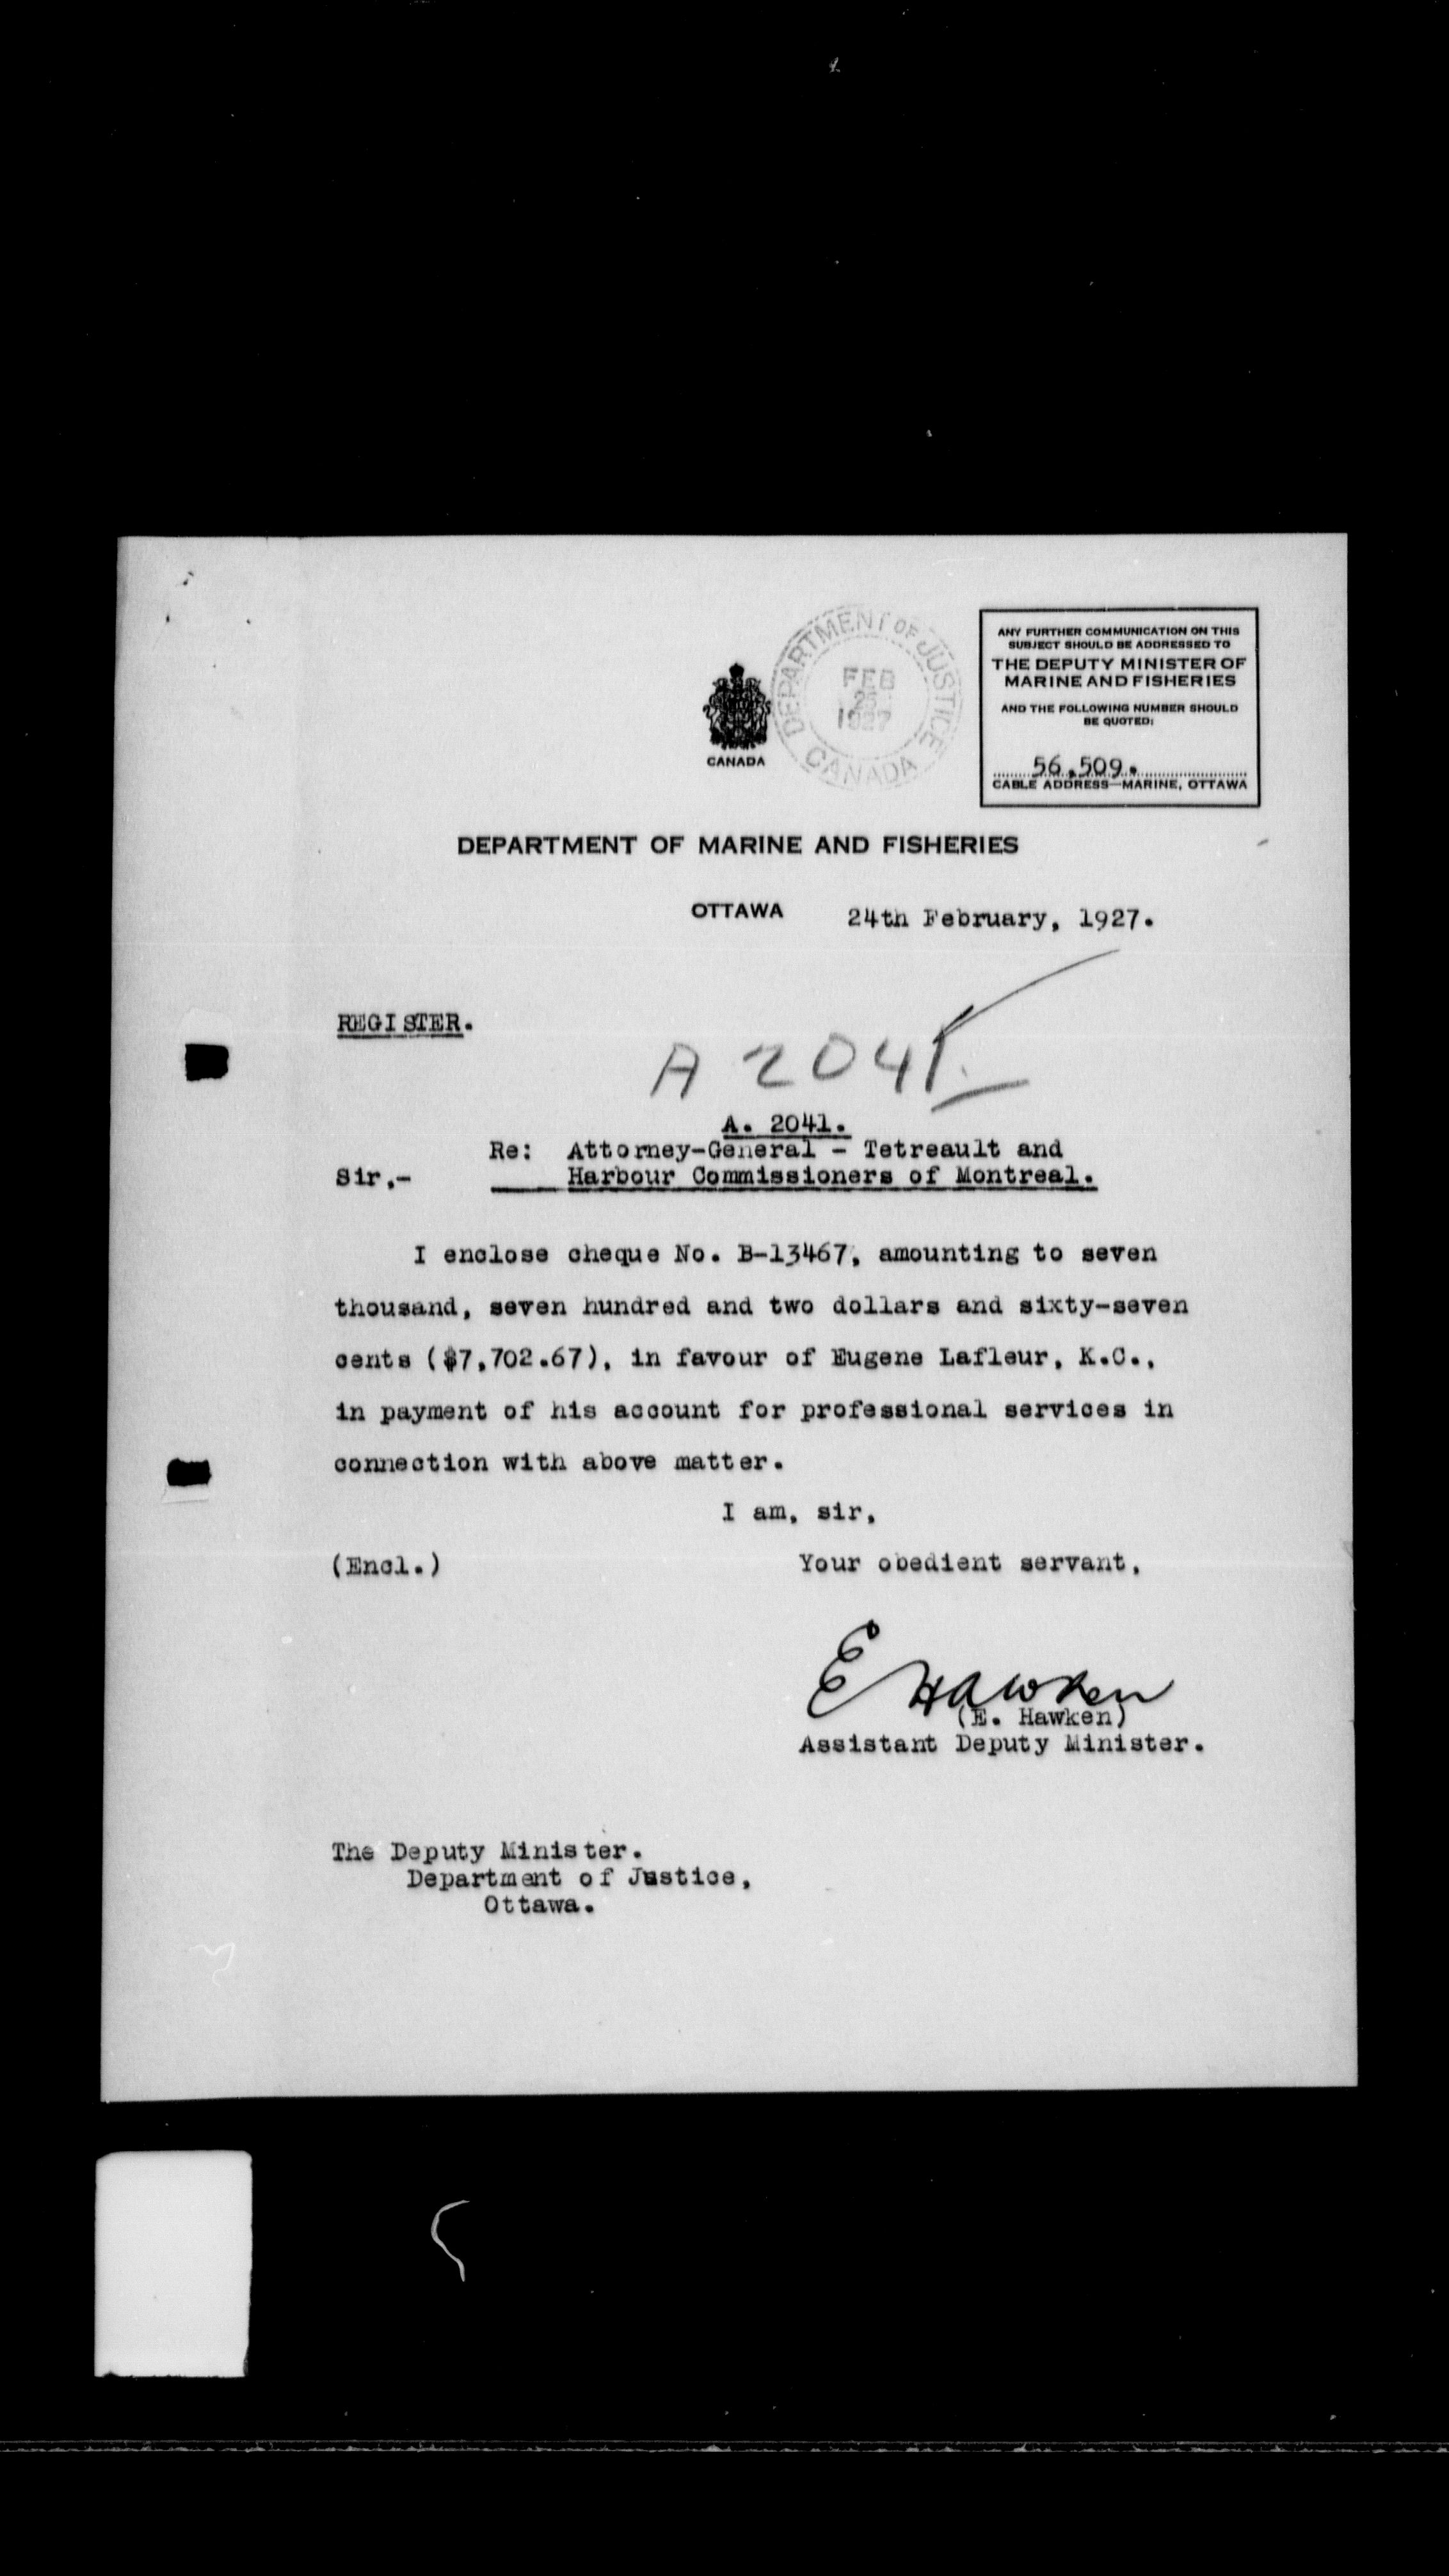 DEPARTMENT OF JUSTICE
FEB
25
1927
CANADA
CANADA
ANY FURTHER COMMUNICATION ON THIS
SUBJECT SHOULD BE ADDRESSED TO
THE DEPUTY MINISTER OF
MARINE AND FISHERIES
AND THE FOLLOWING NUMBER SHOULD
BE QUOTED:
56,509.
CABLE ADDRESS—MARINE, OTTAWA
DEPARTMENT OF MARINE AND FISHERIES
OTTAWA 24th February, 1927.
REGISTER.
A 2041
A. 2041.
Re: Attorney-General - Tetreault and
Sir,- Harbour Commissioners of Montreal.
I enclose cheque No. B-13467, amounting to seven
thousand, seven hundred and two dollars and sixty-seven
cents ($7,702.67), in favour of Eugene Lafleur, K.C.,
in payment of his account for professional services in
connection with above matter.
I am, sir,
(Encl.) Your obedient servant,
E Hawken
(E. Hawken)
Assistant Deputy Minister.
The Deputy Minister.
Department of Justice,
Ottawa.